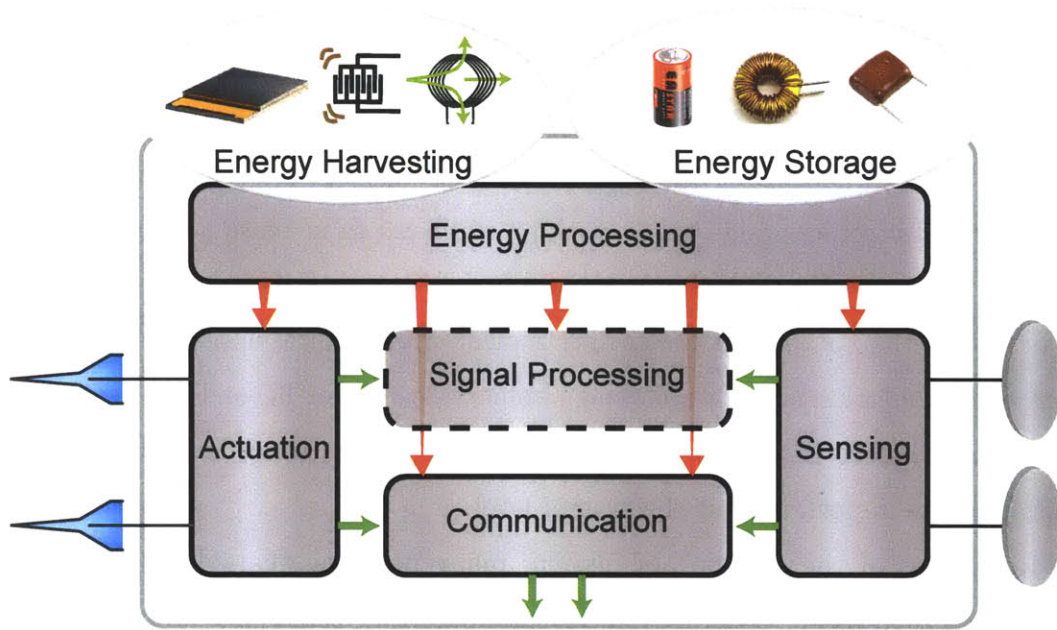 Energy Harvesting
Energy Storage
Energy Processing
Signal Processing
Actuation
Sensing
Communication